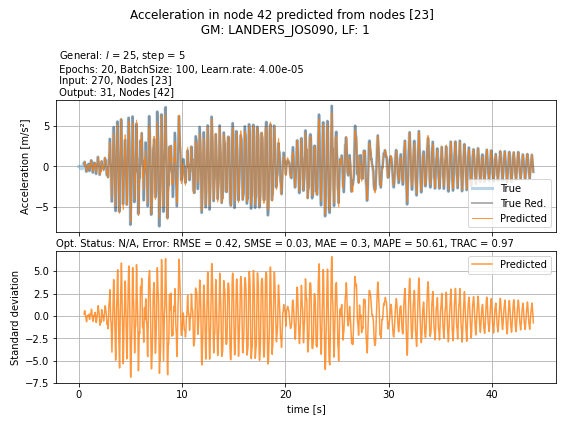 Acceleration in node 42 predicted from nodes [23]
GM: LANDERS_JOS090, LF: 1
General: l = 25, step = 5
Epochs: 20, BatchSize: 100, Learn.rate: 4.00e-05
Input: 270, Nodes [23]
Output: 31, Nodes [42]
Acceleration [m/s²]
5
0
−5
True
True Red.
Predicted
Opt. Status: N/A, Error: RMSE = 0.42, SMSE = 0.03, MAE = 0.3, MAPE = 50.61, TRAC = 0.97
Standard deviation
5.0
2.5
0.0
−2.5
−5.0
−7.5
Predicted
0 10 20 30 40
time [s]